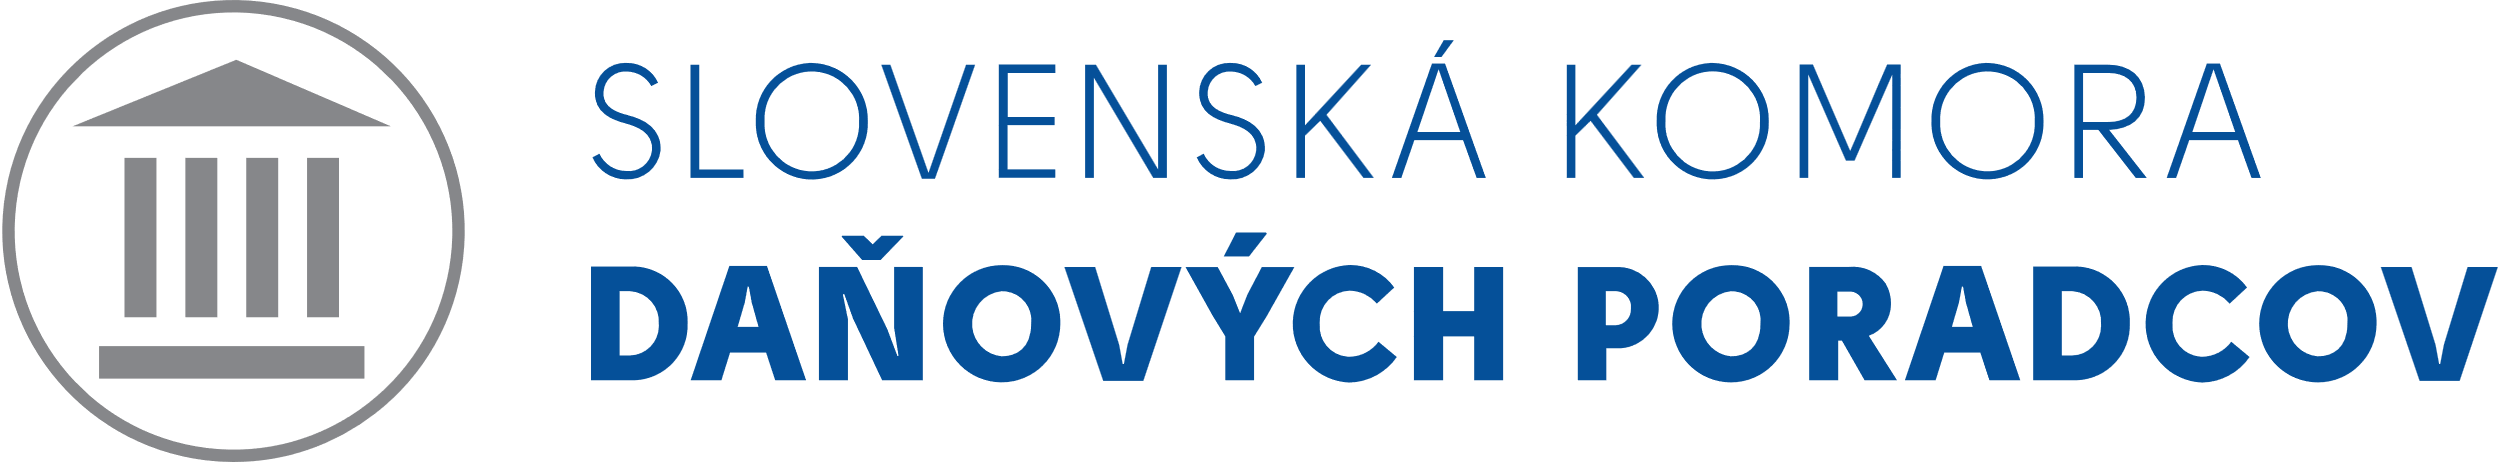 SLOVENSKÁ KOMORA
DAŇOVÝCH PORADCOV